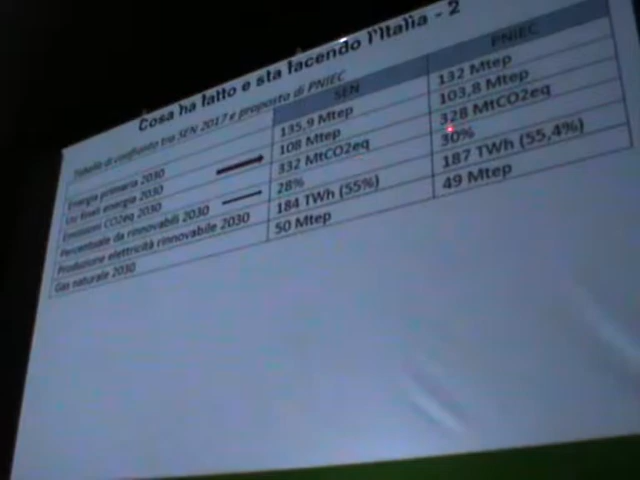 Cosa ha fatto e sta facendo l'Italia - 2
Tabella di confronto tra SEN 2017 e proposta di PNIEC
SEN PNIEC
Energia primaria 2030 135,9 Mtep 132 Mtep
Usi finali energia 2030 108 Mtep 103,8 Mtep
Emissioni CO2eq 2030 332 MtCO2eq 328 MtCO2eq
Percentuale da rinnovabili 2030 28% 30%
Produzione elettricità rinnovabile 2030 184 TWh (55%) 187 TWh (55,4%)
Gas naturale 2030 50 Mtep 49 Mtep